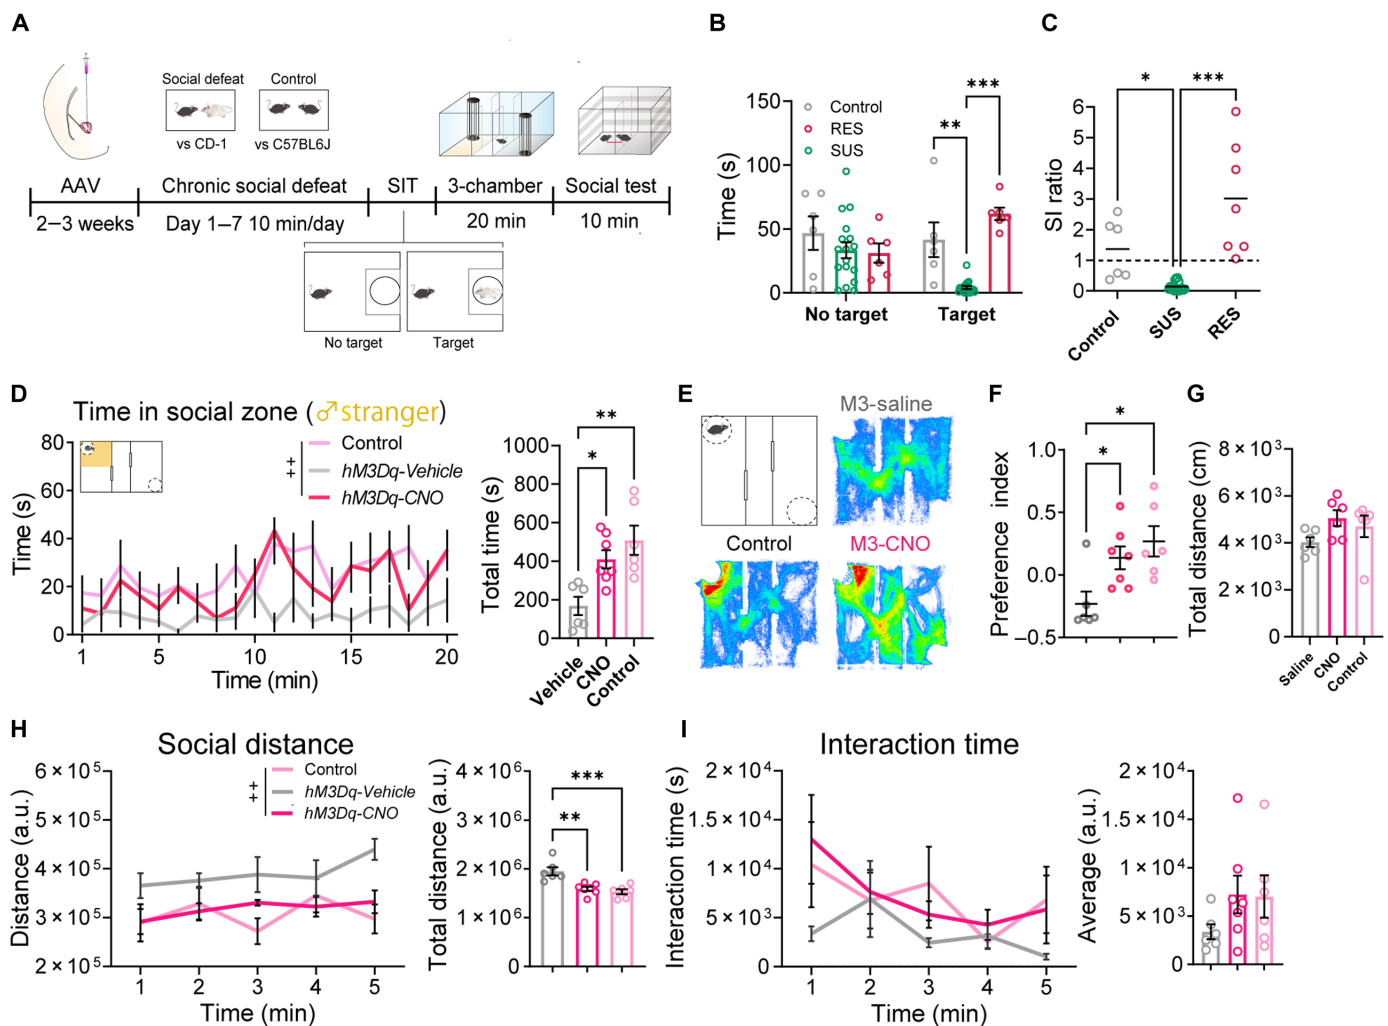 A
Social defeat
Control
vs CD-1
vs C57BL6J
AAV
Chronic social defeat
SIT
3-chamber
Social test
2–3 weeks
Day 1–7 10 min/day
20 min
10 min
No target
Target
B
Time (s)
150
100
50
0
Control
RES
SUS
**
***
No target
Target
C
SI ratio
6
5
4
3
2
1
0
*
***
Control
SUS
RES
D
Time in social zone (♂stranger)
Time (s)
80
60
40
20
0
Control
hM3Dq-Vehicle
hM3Dq-CNO
‡
1
5
10
15
20
Time (min)
Total time (s)
1000
800
600
400
200
0
*
**
Vehicle
CNO
Control
E
M3-saline
Control
M3-CNO
F
Preference index
1.0
0.5
0.0
–0.5
*
*
G
Total distance (cm)
8 × 10³
6 × 10³
4 × 10³
2 × 10³
0
Saline
CNO
Control
H
Social distance
Distance (a.u.)
6 × 10⁵
5 × 10⁵
4 × 10⁵
3 × 10⁵
2 × 10⁵
Control
hM3Dq-Vehicle
hM3Dq-CNO
‡
1
2
3
4
5
Time (min)
Total distance (a.u.)
4 × 10⁶
3 × 10⁶
2 × 10⁶
1 × 10⁶
0
**
***
I
Interaction time
Interaction time (s)
2 × 10⁴
1.5 × 10⁴
1 × 10⁴
5 × 10³
0
1
2
3
4
5
Time (min)
Average (a.u.)
2 × 10⁴
1.5 × 10⁴
1 × 10⁴
5 × 10³
0